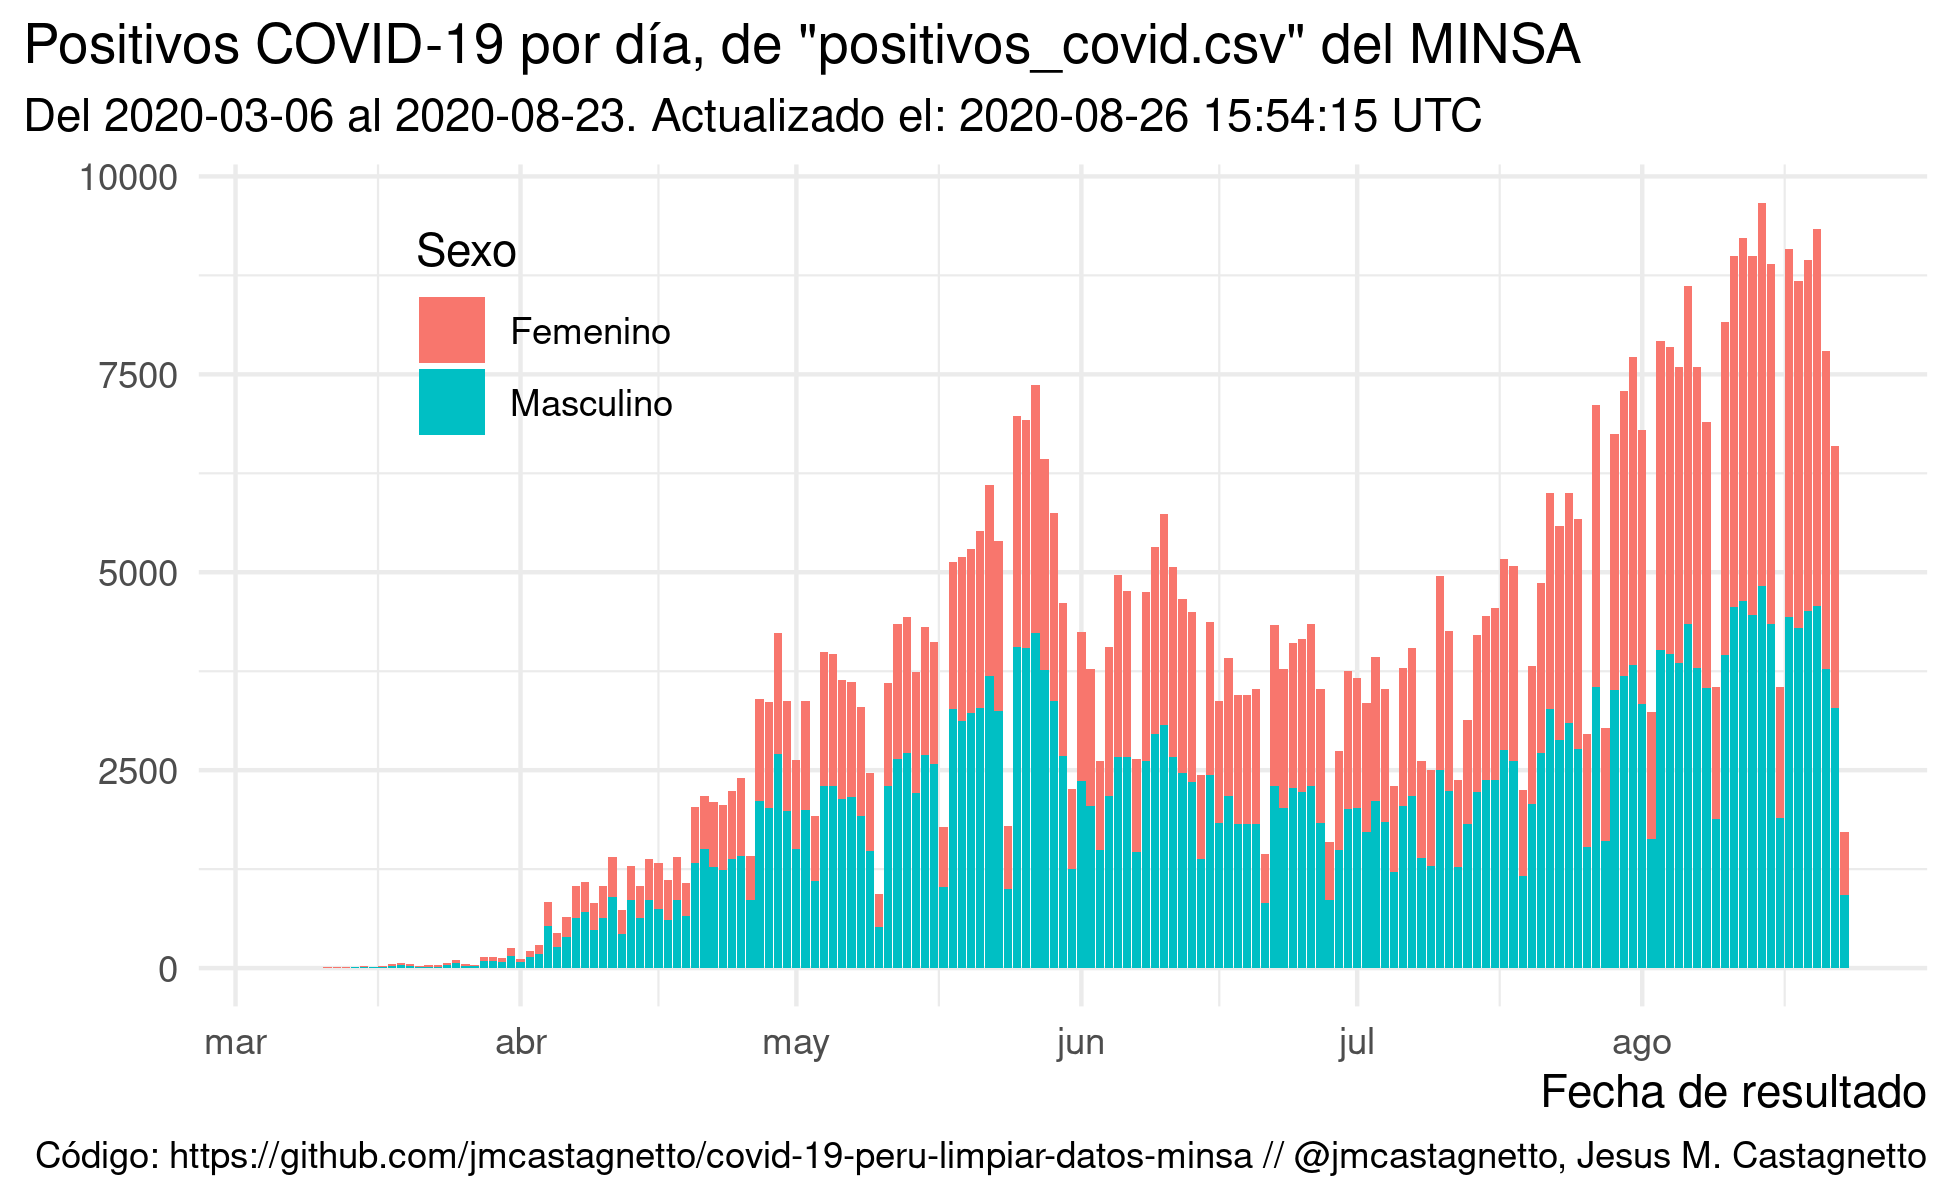 Positivos COVID-19 por día, de "positivos_covid.csv" del MINSA
Del 2020-03-06 al 2020-08-23. Actualizado el: 2020-08-26 15:54:15 UTC
10000
7500
5000
2500
0
Sexo
Femenino
Masculino
mar abr may jun jul ago
Fecha de resultado
Código: https://github.com/jmcastagnetto/covid-19-peru-limpiar-datos-minsa // @jmcastagnetto, Jesus M. Castagnetto